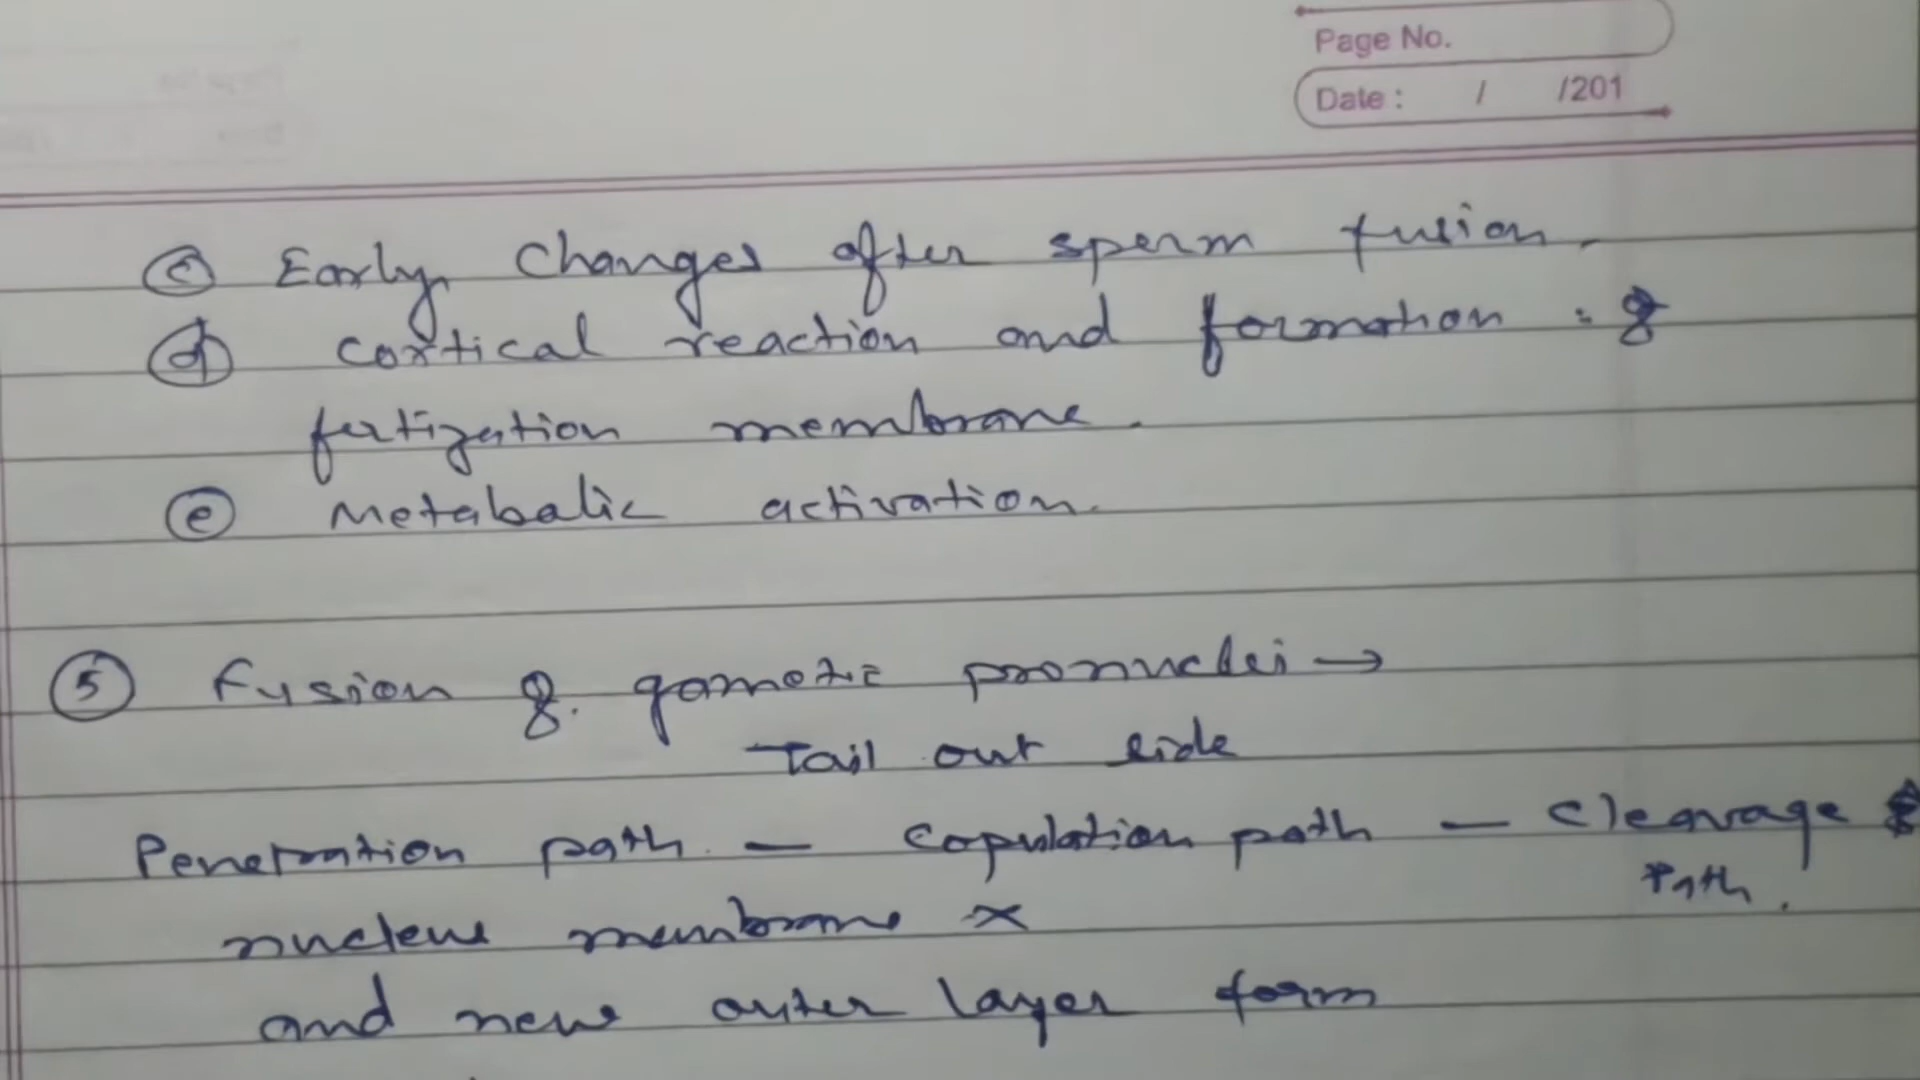 Page No.
Date : / /201
(c) Early changes after sperm fusion.
(d) cortical reaction and formation of
fertization membrane.
(e) Metabalic activation.
(5) Fusion of gametic pronuclei →
Tail out side
Penetration path - copulation path - cleavage
Path.
nucleus membrane ×
and new outer layer form